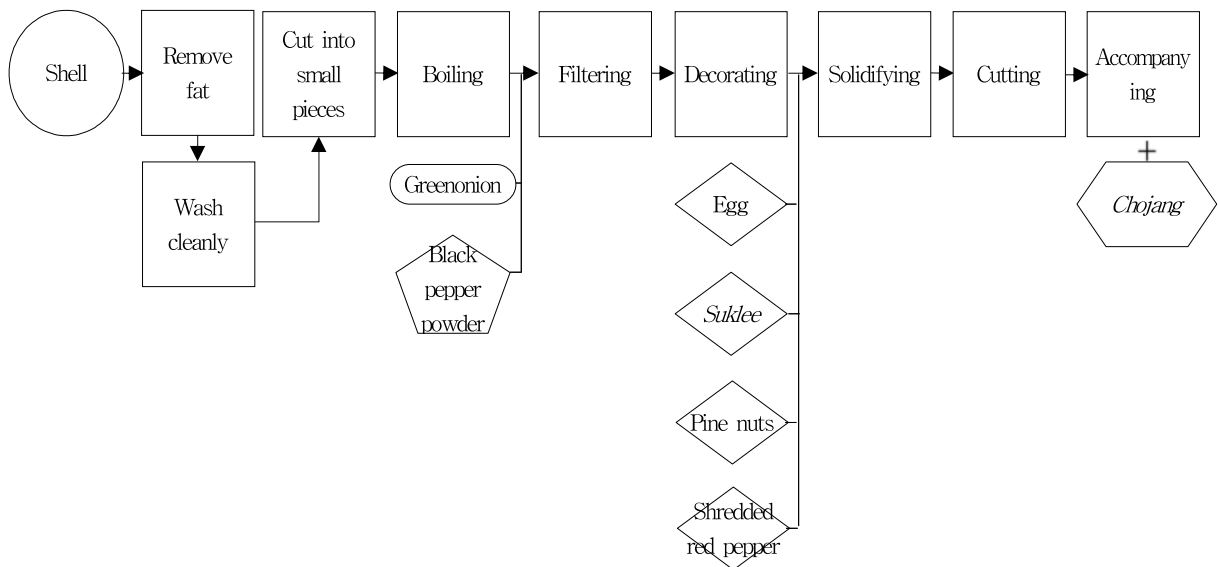 Shell
Remove
fat
Wash
cleanly
Cut into
small
pieces
Boiling
Greenonion
Black
pepper
powder
Filtering
Decorating
Egg
Suklee
Pine nuts
Shredded
red pepper
Solidifying
Cutting
Accompany
ing
+
Chojang